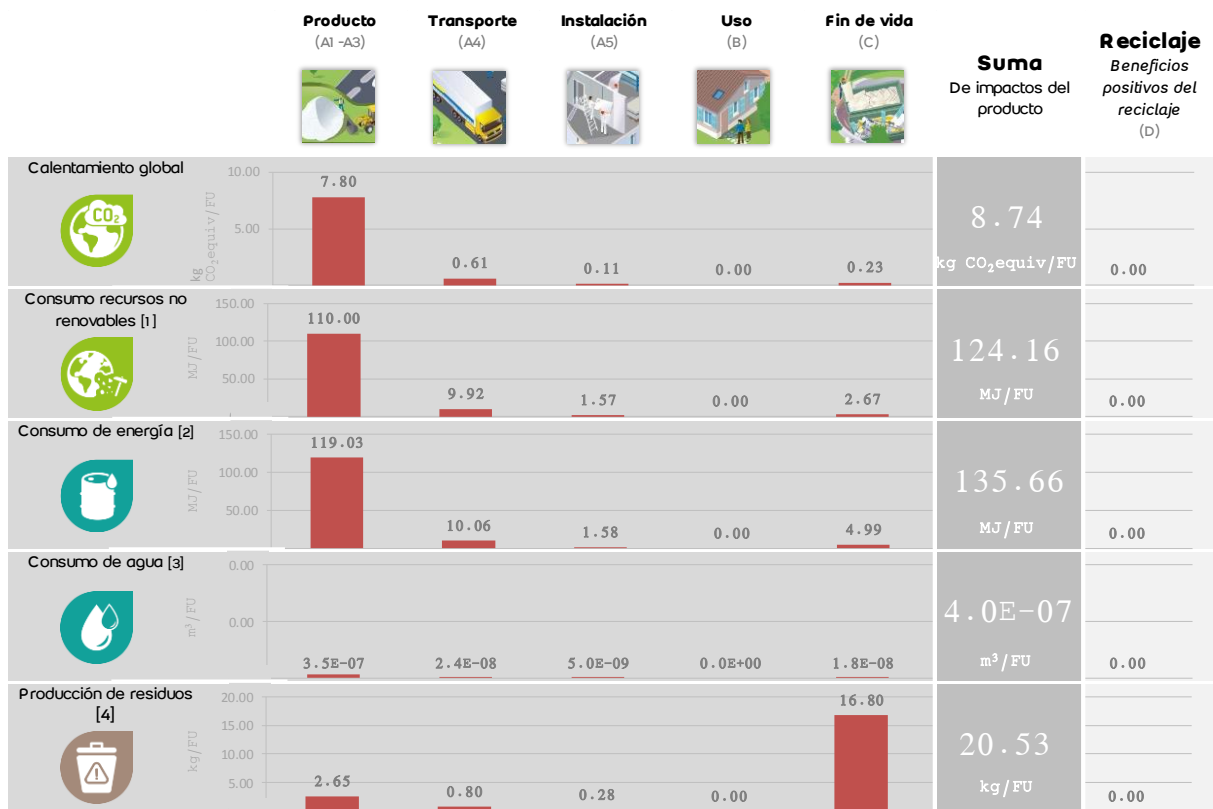 Producto
(A1 -A3)
Transporte
(A4)
Instalación
(A5)
Uso
(B)
Fin de vida
(C)
Suma
De impactos del
producto
Reciclaje
Beneficios
positivos del
reciclaje
(D)
Calentamiento global
CO₂
kg
CO₂equiv/FU
10.00
5.00
7.80
0.61
0.11
0.00
0.23
8.74
kg CO₂equiv/FU
0.00
Consumo recursos no
renovables [1]
MJ/FU
150.00
100.00
50.00
110.00
9.92
1.57
0.00
2.67
124.16
MJ/FU
0.00
Consumo de energía [2]
MJ/FU
150.00
100.00
50.00
119.03
10.06
1.58
0.00
4.99
135.66
MJ/FU
0.00
Consumo de agua [3]
m³/FU
0.00
0.00
3.5E-07
2.4E-08
5.0E-09
0.0E+00
1.8E-08
4.0E-07
m³/FU
0.00
Producción de residuos
[4]
kg/FU
20.00
15.00
10.00
5.00
2.65
0.80
0.28
0.00
16.80
20.53
kg/FU
0.00